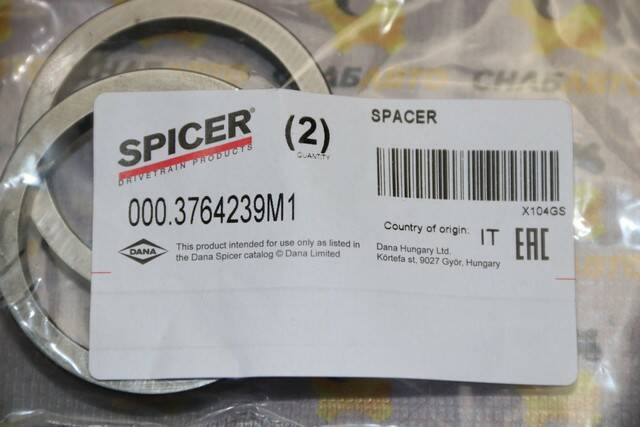 СНАБАВТО
СНАБАВТО
SPICER®
DRIVETRAIN PRODUCTS
(2)
QUANTITY
SPACER
000.3764239M1
X104GS
DANA
This product intended for use only as listed in
the Dana Spicer catalog © Dana Limited
Country of origin: IT
EAC
Dana Hungary Ltd.
Körtefa st, 9027 Győr, Hungary